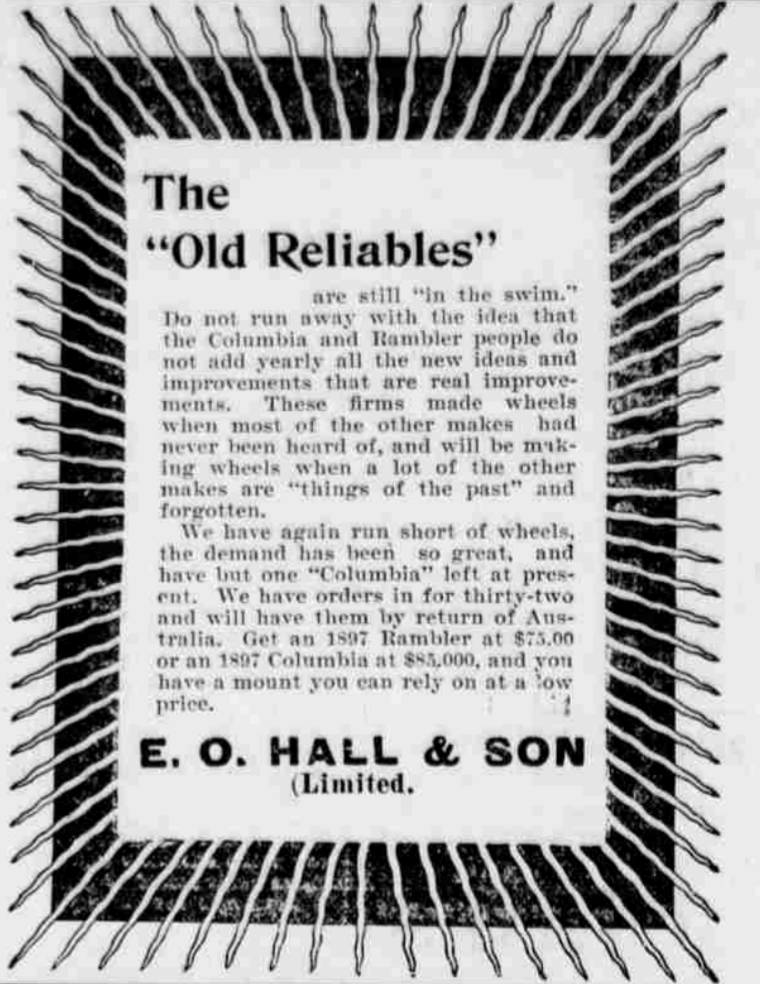 The
“Old Reliables”
are still “in the swim.”
Do not run away with the idea that
the Columbia and Rambler people do
not add yearly all the new ideas and
improvements that are real improve-
ments. These firms made wheels
when most of the other makes had
never been heard of, and will be mak-
ing wheels when a lot of the other
makes are “things of the past” and
forgotten.
We have again run short of wheels,
the demand has been so great, and
have but one “Columbia” left at pres-
ent. We have orders in for thirty-two
and will have them by return of Aus-
tralia. Get an 1897 Rambler at $75.00
or an 1897 Columbia at $85,000, and you
have a mount you can rely on at a low
price.
E. O. HALL & SON
(Limited.